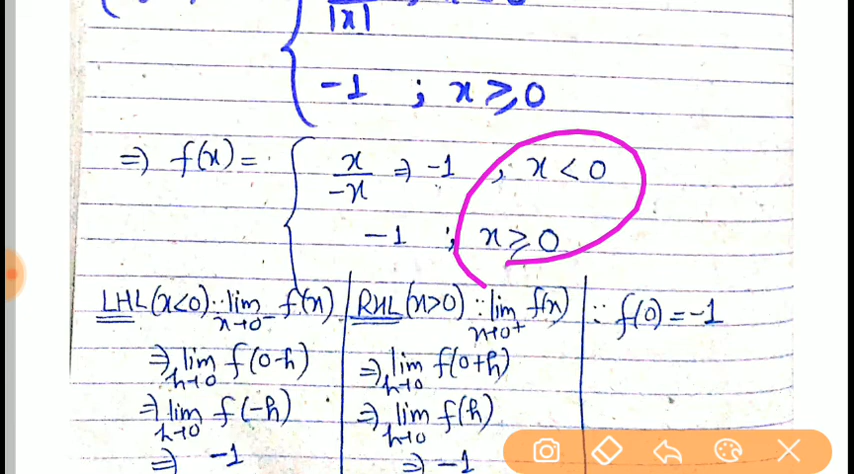 |x|
-1 ; x ≥ 0
⇒ f(x) = { x/-x ⇒ -1 ; x < 0
-1 ; x ≥ 0
LHL (x<0) : lim x→0⁻ f(x) | RHL (x>0) : lim x→0⁺ f(x) | ∵ f(0) = -1
⇒ lim h→0 f(0-h) | ⇒ lim h→0 f(0+h)
⇒ lim h→0 f(-h) | ⇒ lim h→0 f(h)
⇒ -1 | ⇒ -1